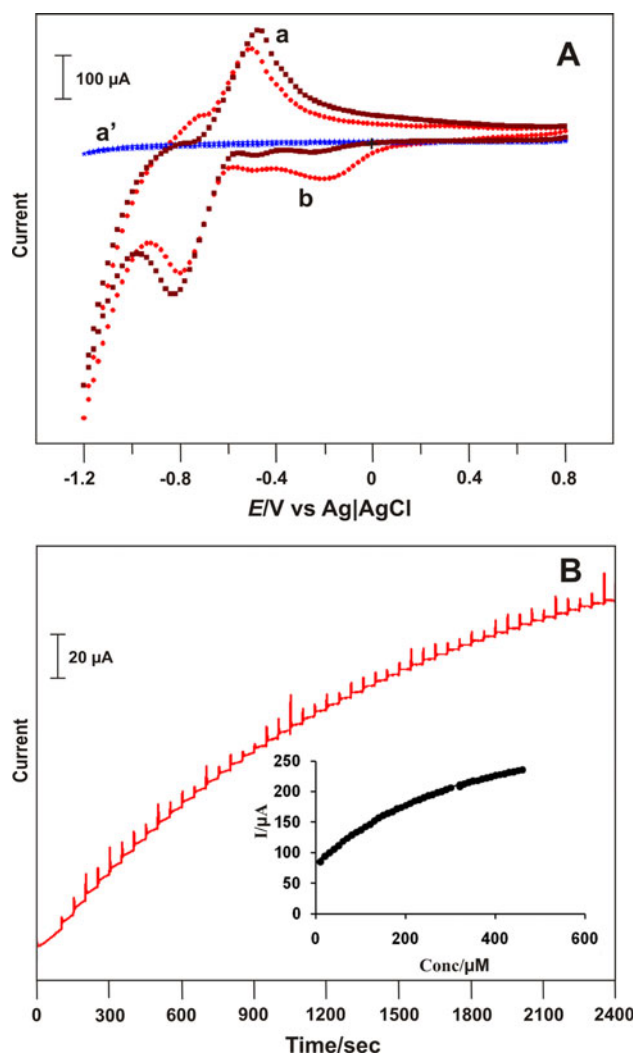 A
100 µA
a
a'
b
Current
-1.2 -0.8 -0.4 0 0.4 0.8
E/V vs Ag|AgCl
B
20 µA
Current
250
200
150
100
50
0
I/µA
0 200 400 600
Conc/µM
0 300 600 900 1200 1500 1800 2100 2400
Time/sec